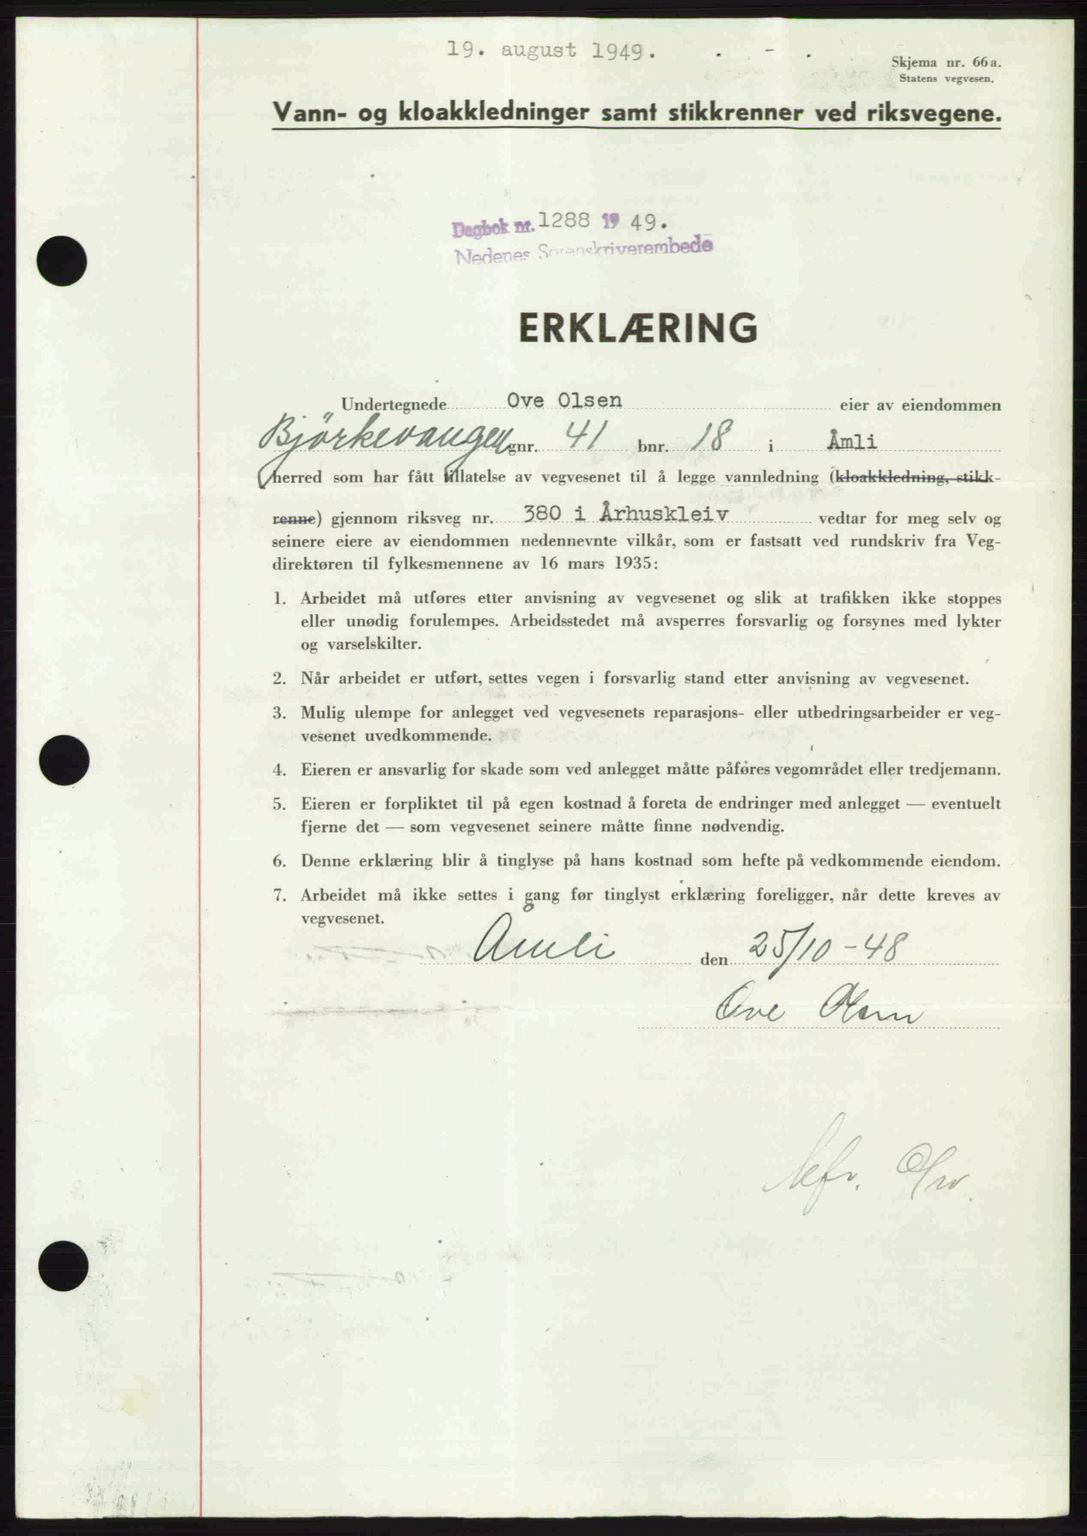 19. august 1949.
Skjema nr. 66a.
Statens vegvesen.
Vann- og kloakkledninger samt stikkrenner ved riksvegene.
Dagbok nr. 1288 19 49.
Nedenes Sorenskriverembede
ERKLÆRING
Undertegnede Ove Olsen eier av eiendommen
Björkevangen gnr. 41 bnr. 18 i Åmli
herred som har fått tillatelse av vegvesenet til å legge vannledning (kloakkledning, stikk-
renne) gjennom riksveg nr. 380 i Århuskleiv vedtar for meg selv og
seinere eiere av eiendommen nedennevnte vilkår, som er fastsatt ved rundskriv fra Veg-
direktøren til fylkesmennene av 16 mars 1935:
1. Arbeidet må utføres etter anvisning av vegvesenet og slik at trafikken ikke stoppes
eller unødig forulempes. Arbeidsstedet må avsperres forsvarlig og forsynes med lykter
og varselskilter.
2. Når arbeidet er utført, settes vegen i forsvarlig stand etter anvisning av vegvesenet.
3. Mulig ulempe for anlegget ved vegvesenets reparasjons- eller utbedringsarbeider er veg-
vesenet uvedkommende.
4. Eieren er ansvarlig for skade som ved anlegget måtte påføres vegområdet eller tredjemann.
5. Eieren er forpliktet til på egen kostnad å foreta de endringer med anlegget — eventuelt
fjerne det — som vegvesenet seinere måtte finne nødvendig.
6. Denne erklæring blir å tinglyse på hans kostnad som hefte på vedkommende eiendom.
7. Arbeidet må ikke settes i gang før tinglyst erklæring foreligger, når dette kreves av
vegvesenet.
Åmli den 25/10-48
Ove Olsen